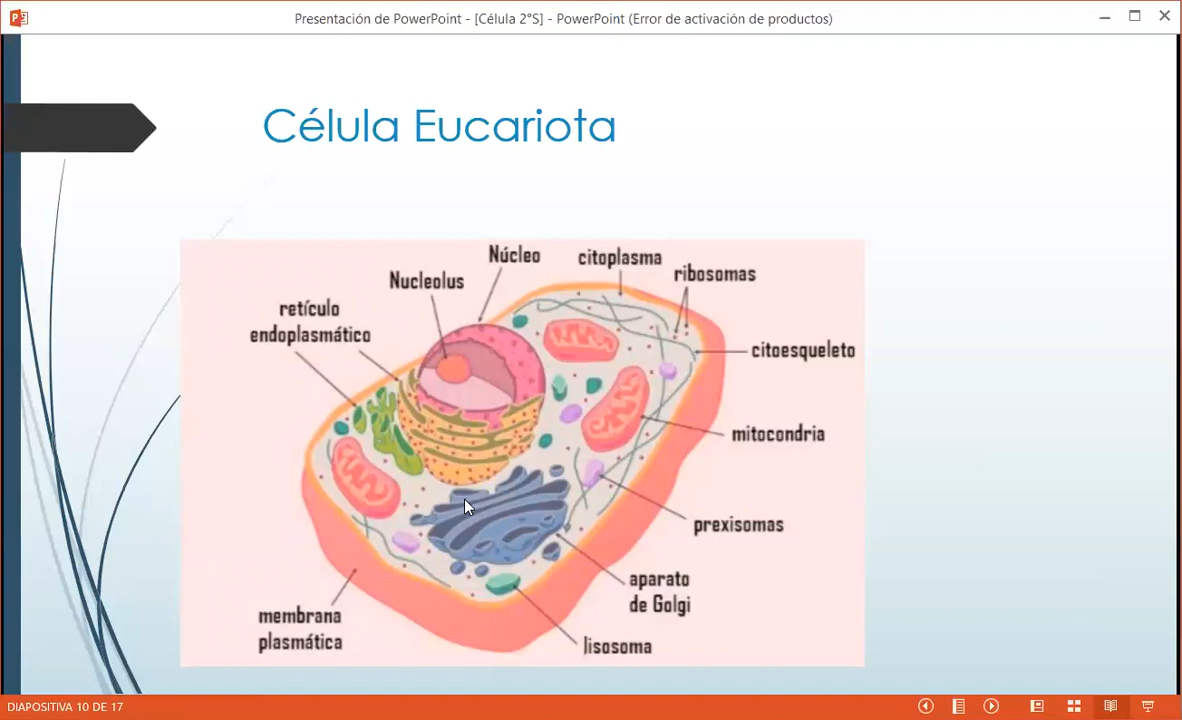 Presentación de PowerPoint - [Célula 2°S] - PowerPoint (Error de activación de productos)
Célula Eucariota
Núcleo
citoplasma
Nucleolus
ribosomas
retículo
endoplasmático
citoesqueleto
mitocondria
prexisomas
aparato
de Golgi
membrana
plasmática
lisosoma
DIAPOSITIVA 10 DE 17